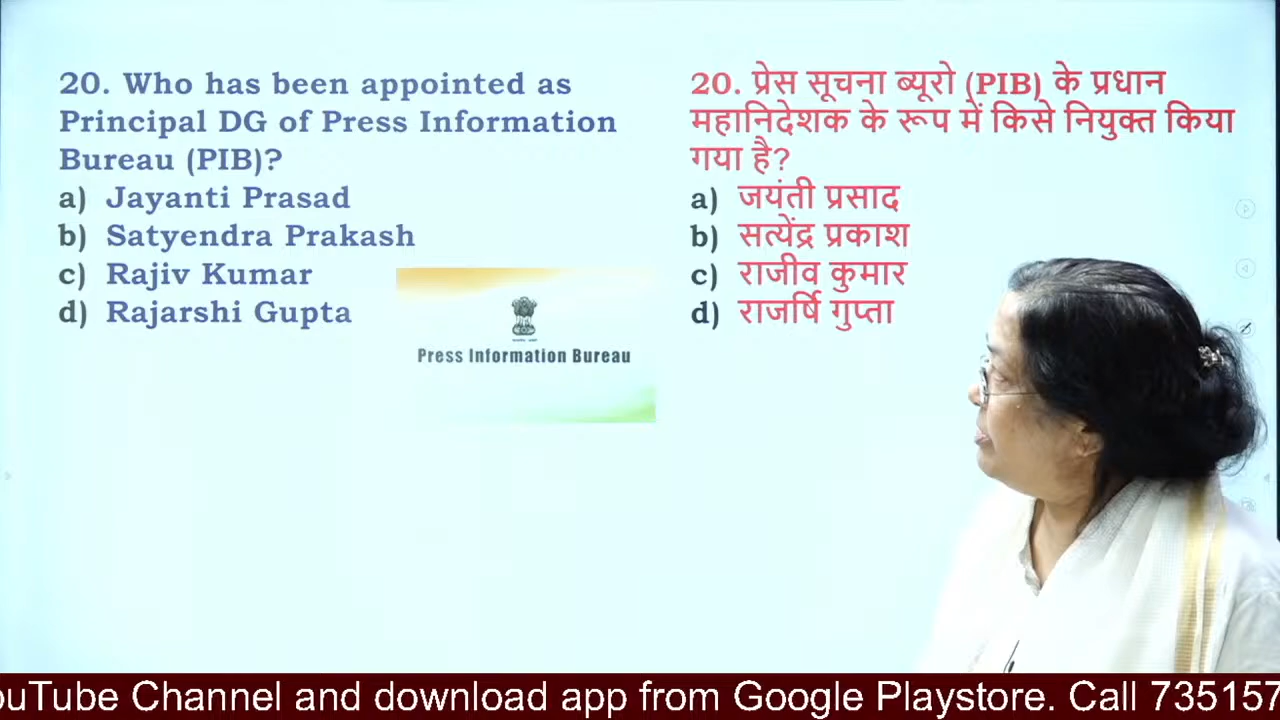 20. Who has been appointed as
Principal DG of Press Information
Bureau (PIB)?
a) Jayanti Prasad
b) Satyendra Prakash
c) Rajiv Kumar
d) Rajarshi Gupta
Press Information Bureau
20. प्रेस सूचना ब्यूरो (PIB) के प्रधान
महानिदेशक के रूप में किसे नियुक्त किया
गया है?
a) जयंती प्रसाद
b) सत्येंद्र प्रकाश
c) राजीव कुमार
d) राजर्षि गुप्ता
ouTube Channel and download app from Google Playstore. Call 735157